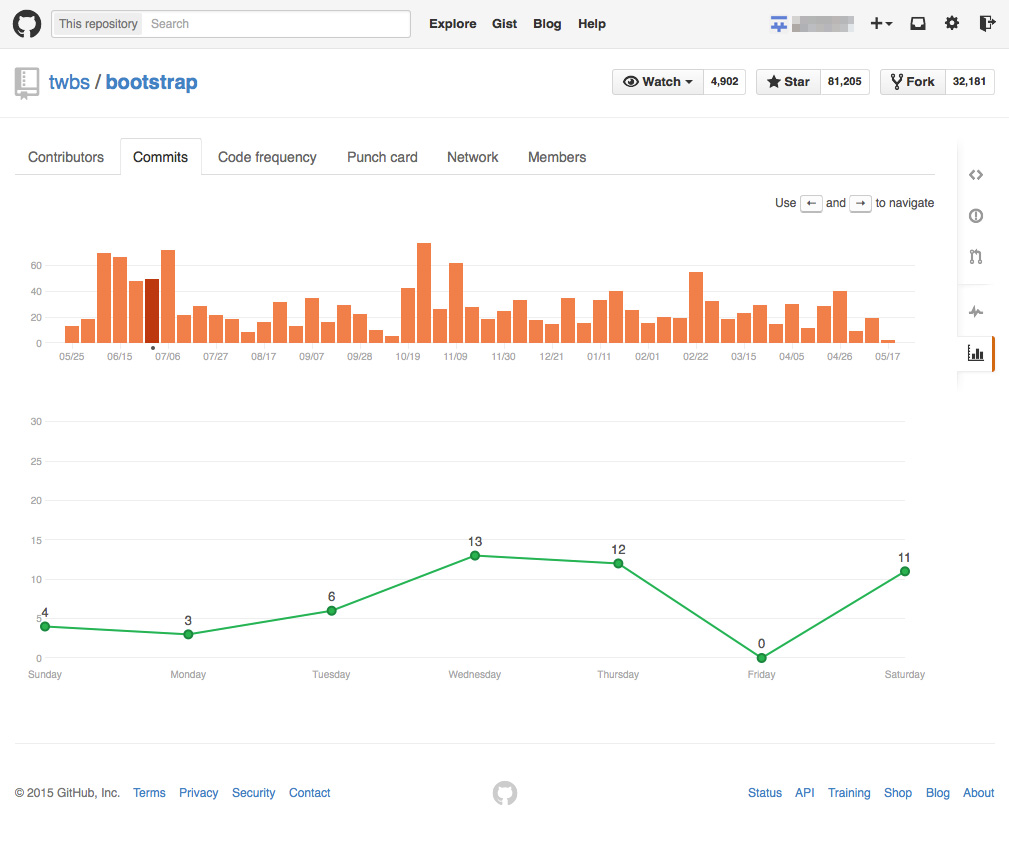 This repository Search Explore Gist Blog Help
twbs / bootstrap Watch 4,902 Star 81,205 Fork 32,181
Contributors Commits Code frequency Punch card Network Members
Use ← and → to navigate
60
40
20
0
05/25 06/15 07/06 07/27 08/17 09/07 09/28 10/19 11/09 11/30 12/21 01/11 02/01 02/22 03/15 04/05 04/26 05/17
30
25
20
15
10
5
0
4 3 6 13 12 0 11
Sunday Monday Tuesday Wednesday Thursday Friday Saturday
© 2015 GitHub, Inc. Terms Privacy Security Contact Status API Training Shop Blog About